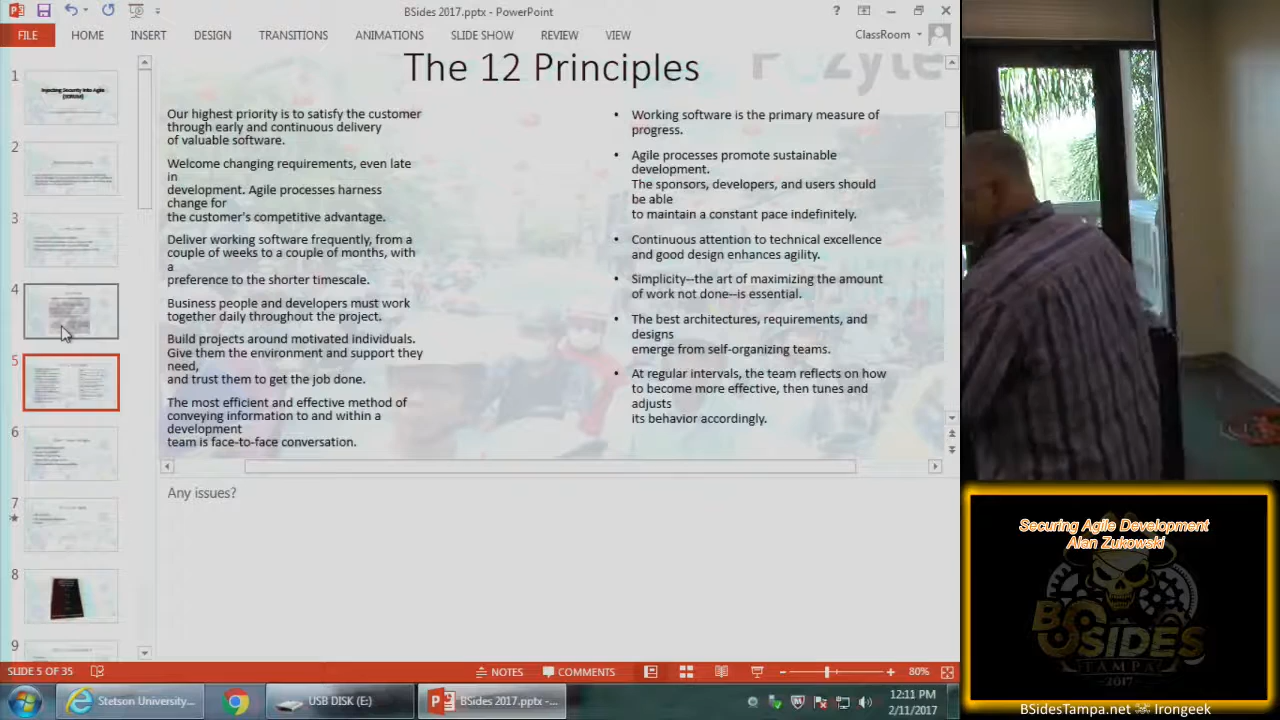 BSides 2017.pptx - PowerPoint
?
FILE
HOME
INSERT
DESIGN
TRANSITIONS
ANIMATIONS
SLIDE SHOW
REVIEW
VIEW
ClassRoom
1
2
3
4
5
6
7
8
9
The 12 Principles
Our highest priority is to satisfy the customer
through early and continuous delivery
of valuable software.
Welcome changing requirements, even late
in
development. Agile processes harness
change for
the customer's competitive advantage.
Deliver working software frequently, from a
couple of weeks to a couple of months, with
a
preference to the shorter timescale.
Business people and developers must work
together daily throughout the project.
Build projects around motivated individuals.
Give them the environment and support they
need,
and trust them to get the job done.
The most efficient and effective method of
conveying information to and within a
development
team is face-to-face conversation.
• Working software is the primary measure of
progress.
• Agile processes promote sustainable
development.
The sponsors, developers, and users should
be able
to maintain a constant pace indefinitely.
• Continuous attention to technical excellence
and good design enhances agility.
• Simplicity--the art of maximizing the amount
of work not done--is essential.
• The best architectures, requirements, and
designs
emerge from self-organizing teams.
• At regular intervals, the team reflects on how
to become more effective, then tunes and
adjusts
its behavior accordingly.
Any issues?
SLIDE 5 OF 35
NOTES
COMMENTS
80%
Stetson University...
USB DISK (E:)
BSides 2017.pptx -...
12:11 PM
2/11/2017
Securing Agile Development
Alan Zukowski
BSIDES
TAMPA
2017
BSidesTampa.net Irongeek